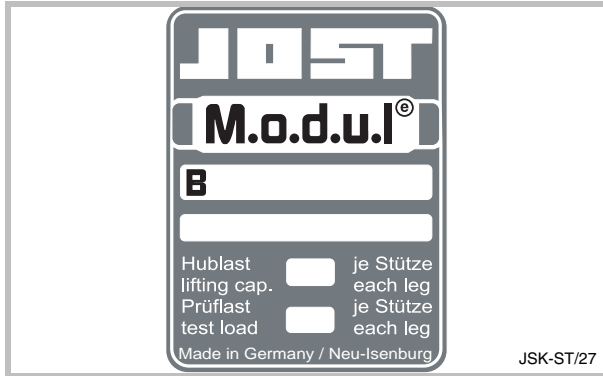 JOST
M.o.d.u.l ⓔ
B
Hublast je Stütze
lifting cap. each leg
Prüflast je Stütze
test load each leg
Made in Germany / Neu-Isenburg
JSK-ST/27